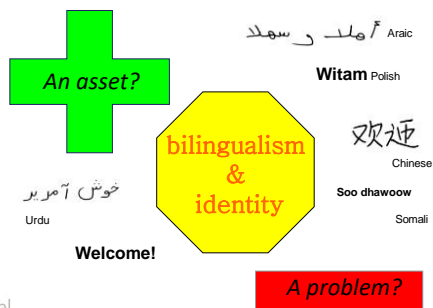 أهلا و سهلا Araic
An asset?
Witam Polish
bilingualism
&
identity
欢迎
Chinese
خوش آمدید
Urdu
Soo dhawoow
Somali
Welcome!
A problem?